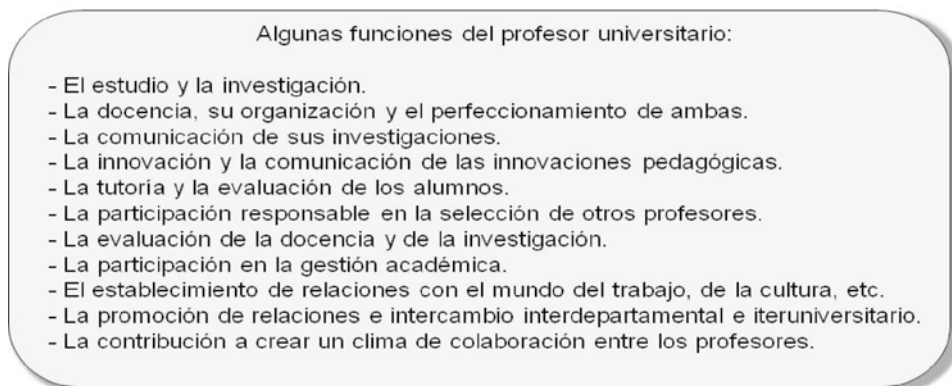 Algunas funciones del profesor universitario:
- El estudio y la investigación.
- La docencia, su organización y el perfeccionamiento de ambas.
- La comunicación de sus investigaciones.
- La innovación y la comunicación de las innovaciones pedagógicas.
- La tutoría y la evaluación de los alumnos.
- La participación responsable en la selección de otros profesores.
- La evaluación de la docencia y de la investigación.
- La participación en la gestión académica.
- El establecimiento de relaciones con el mundo del trabajo, de la cultura, etc.
- La promoción de relaciones e intercambio interdepartamental e iteruniversitario.
- La contribución a crear un clima de colaboración entre los profesores.